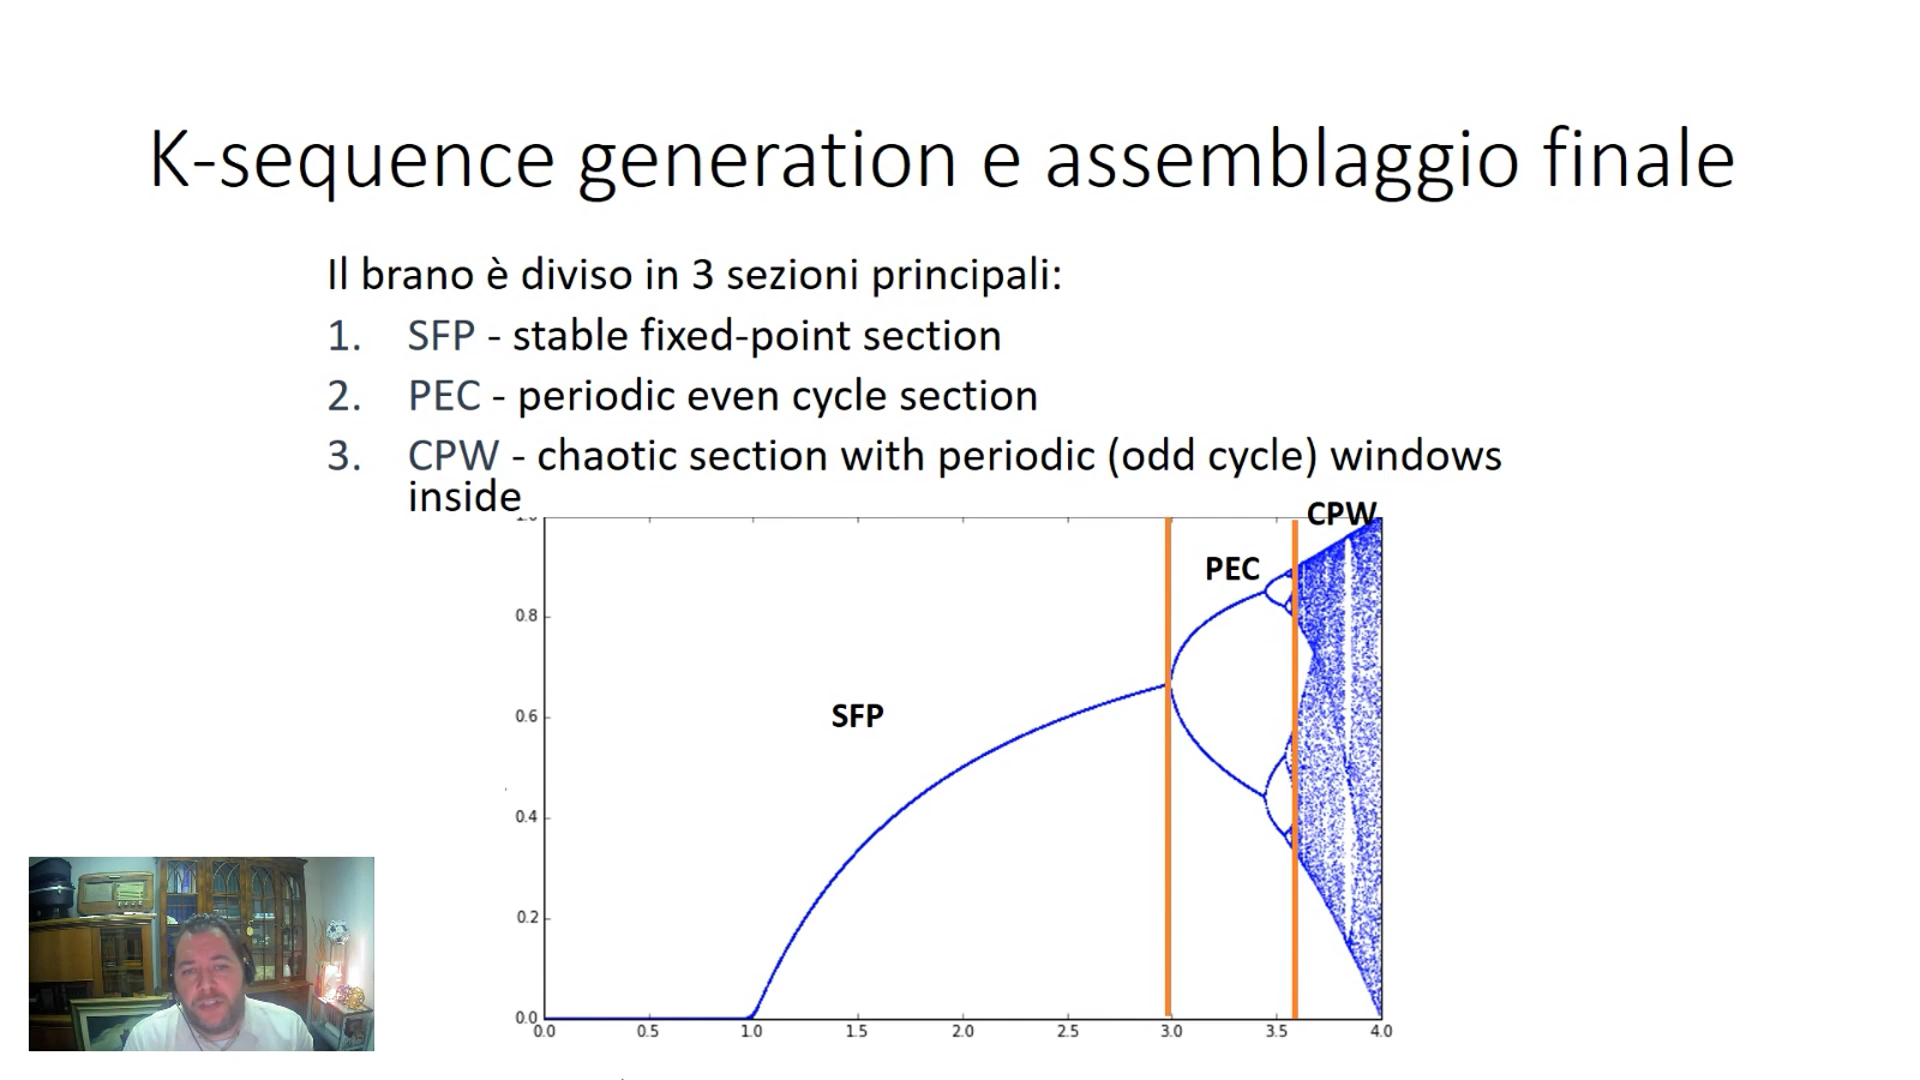 K-sequence generation e assemblaggio finale
Il brano è diviso in 3 sezioni principali:
1. SFP - stable fixed-point section
2. PEC - periodic even cycle section
3. CPW - chaotic section with periodic (odd cycle) windows
inside
CPW
PEC
SFP
1.0
0.8
0.6
0.4
0.2
0.0
0.0 0.5 1.0 1.5 2.0 2.5 3.0 3.5 4.0